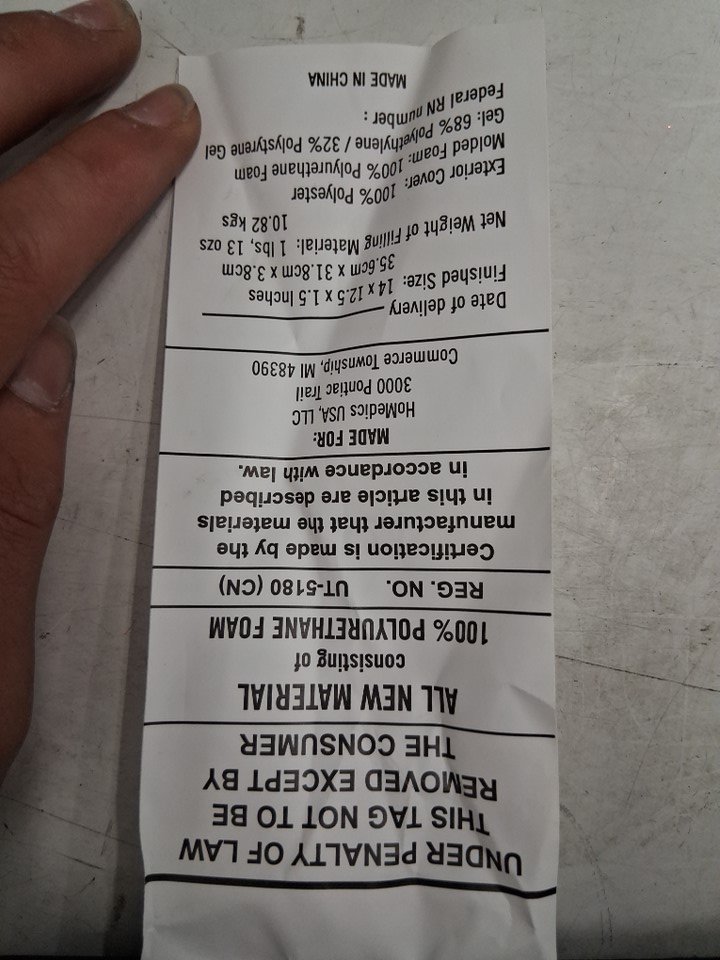 UNDER PENALTY OF LAW
THIS TAG NOT TO BE
REMOVED EXCEPT BY
THE CONSUMER
ALL NEW MATERIAL
consisting of
100% POLYURETHANE FOAM
REG. NO. UT-5180 (CN)
Certification is made by the
manufacturer that the materials
in this article are described
in accordance with law.
MADE FOR:
HoMedics USA, LLC
3000 Pontiac Trail
Commerce Township, MI 48390
Date of delivery
Finished Size: 14 x 12.5 x 1.5 Inches
35.6cm x 31.8cm x 3.8cm
Net Weight of Filling Material: 1 lbs, 13 ozs
10.82 kgs
Exterior Cover: 100% Polyester
Molded Foam: 100% Polyurethane Foam
Gel: 68% Polyethylene / 32% Polystyrene Gel
Federal RN number :
MADE IN CHINA